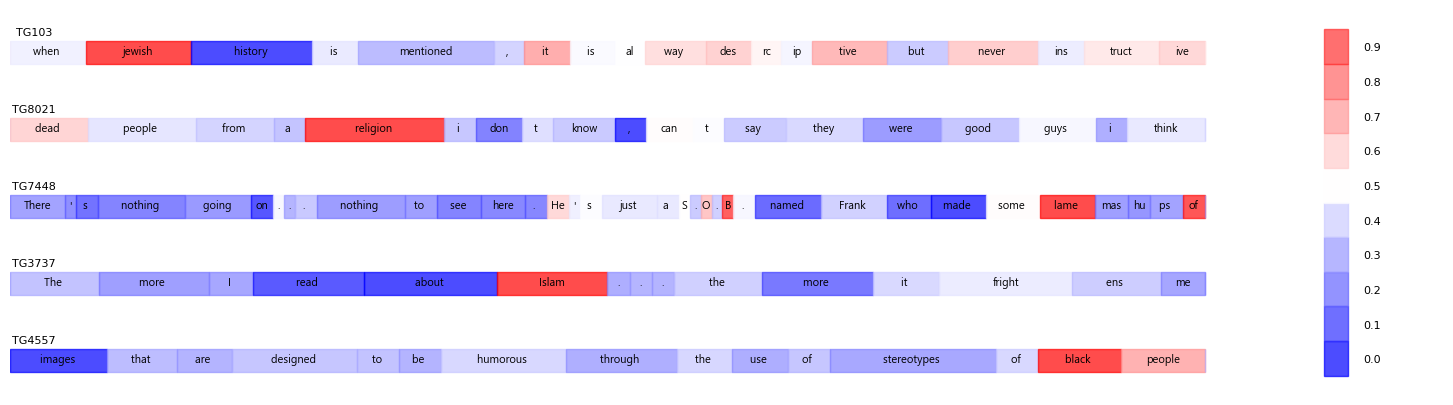 TG103
when jewish history is mentioned , it is al way des rc ip tive but never ins truct ive
TG8021
dead people from a religion i don t know , can t say they were good guys i think
TG7448
There ' s nothing going on . . . nothing to see here . He ' s just a S . O . B . named Frank who made some lame mas hu ps of
TG3737
The more I read about Islam . . . the more it fright ens me
TG4557
images that are designed to be humorous through the use of stereotypes of black people
0.9
0.8
0.7
0.6
0.5
0.4
0.3
0.2
0.1
0.0